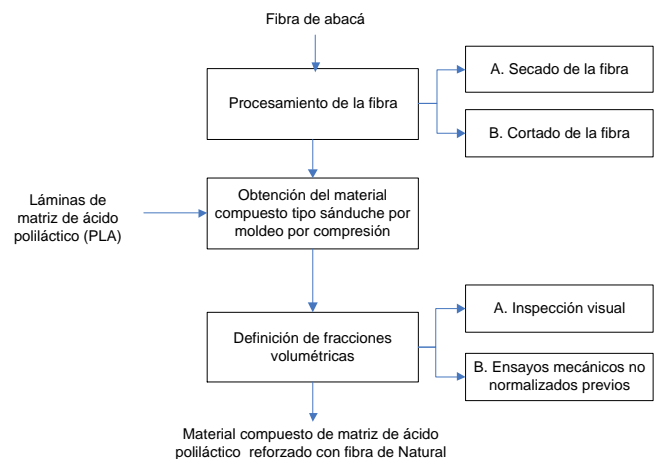 Fibra de abacá
Procesamiento de la fibra
A. Secado de la fibra
B. Cortado de la fibra
Láminas de
matriz de ácido
poliláctico (PLA)
Obtención del material
compuesto tipo sánduche por
moldeo por compresión
Definición de fracciones
volumétricas
A. Inspección visual
B. Ensayos mecánicos no
normalizados previos
Material compuesto de matriz de ácido
poliláctico reforzado con fibra de Natural